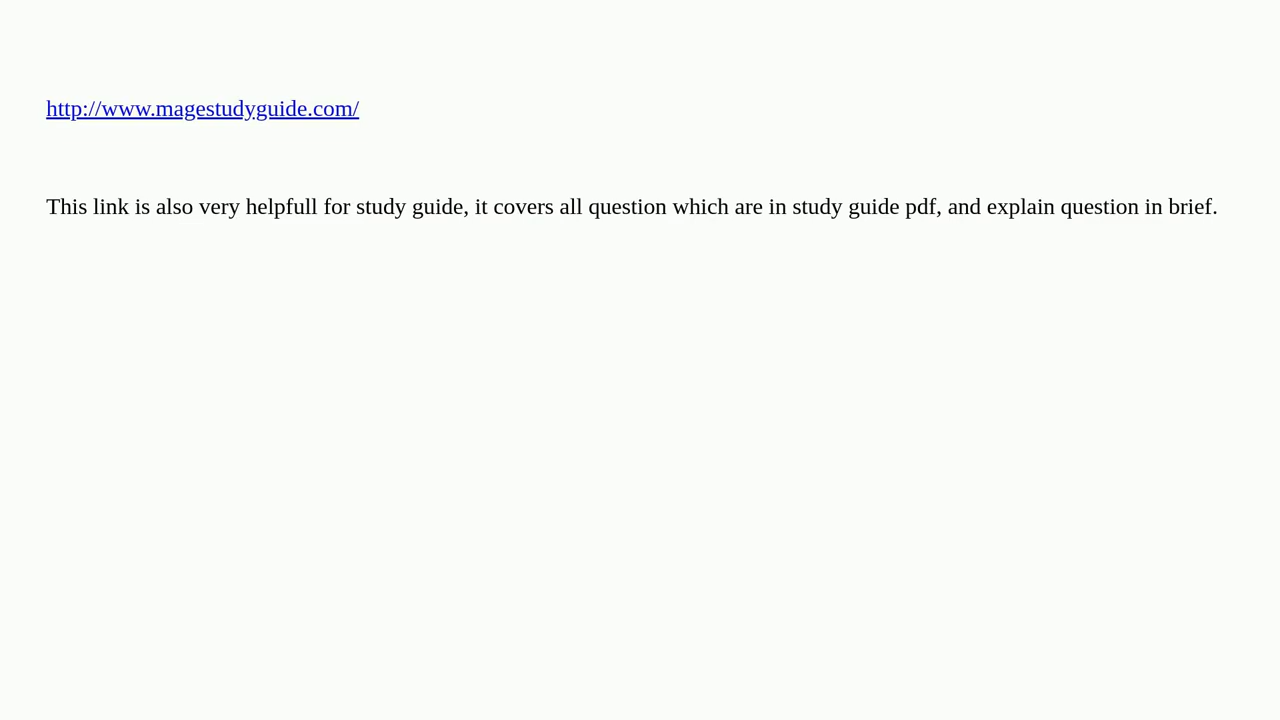 http://www.magestudyguide.com/
This link is also very helpfull for study guide, it covers all question which are in study guide pdf, and explain question in brief.